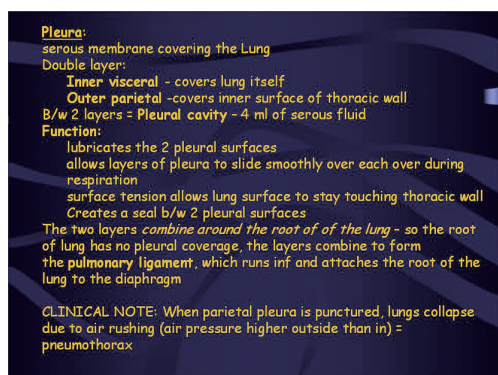 Pleura:
serous membrane covering the Lung
Double layer:
Inner visceral - covers lung itself
Outer parietal -covers inner surface of thoracic wall
B/w 2 layers = Pleural cavity - 4 ml of serous fluid
Function:
lubricates the 2 pleural surfaces
allows layers of pleura to slide smoothly over each over during
respiration
surface tension allows lung surface to stay touching thoracic wall
Creates a seal b/w 2 pleural surfaces
The two layers combine around the root of of the lung - so the root
of lung has no pleural coverage, the layers combine to form
the pulmonary ligament, which runs inf and attaches the root of the
lung to the diaphragm
CLINICAL NOTE: When parietal pleura is punctured, lungs collapse
due to air rushing (air pressure higher outside than in) =
pneumothorax